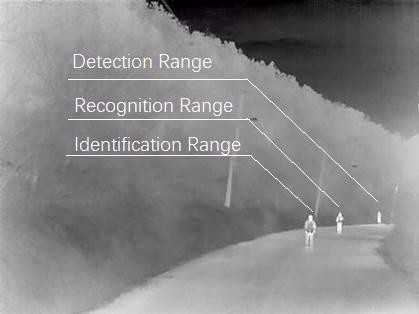 Detection Range
Recognition Range
Identification Range